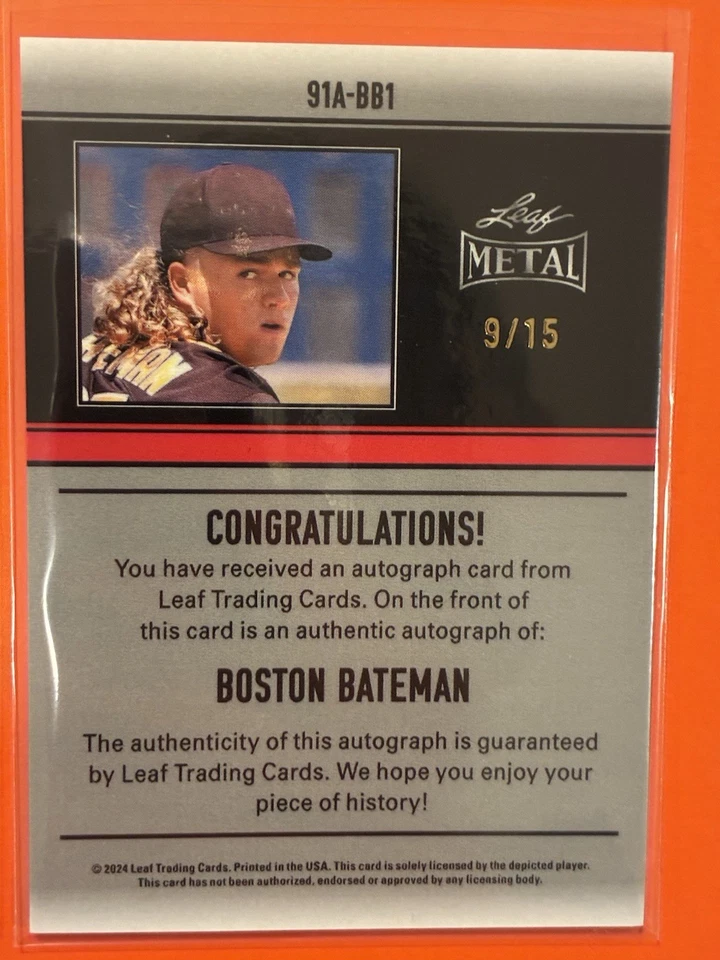 91A-BB1
Leaf
METAL
9/15
CONGRATULATIONS!
You have received an autograph card from
Leaf Trading Cards. On the front of
this card is an authentic autograph of:
BOSTON BATEMAN
The authenticity of this autograph is guaranteed
by Leaf Trading Cards. We hope you enjoy your
piece of history!
© 2024 Leaf Trading Cards. Printed in the USA. This card is solely licensed by the depicted player.
This card has not been authorized, endorsed or approved by any licensing body.